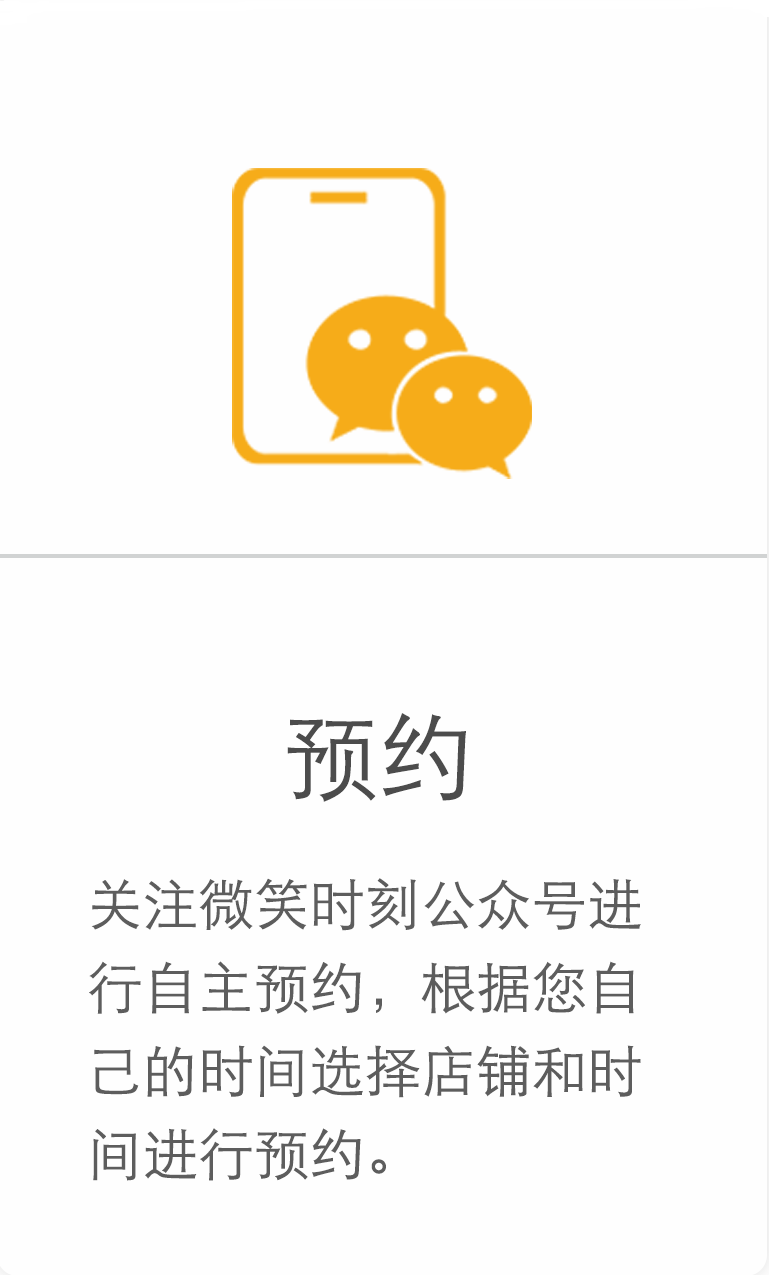 预约
关注微笑时刻公众号进
行自主预约，根据您自
己的时间选择店铺和时
间进行预约。